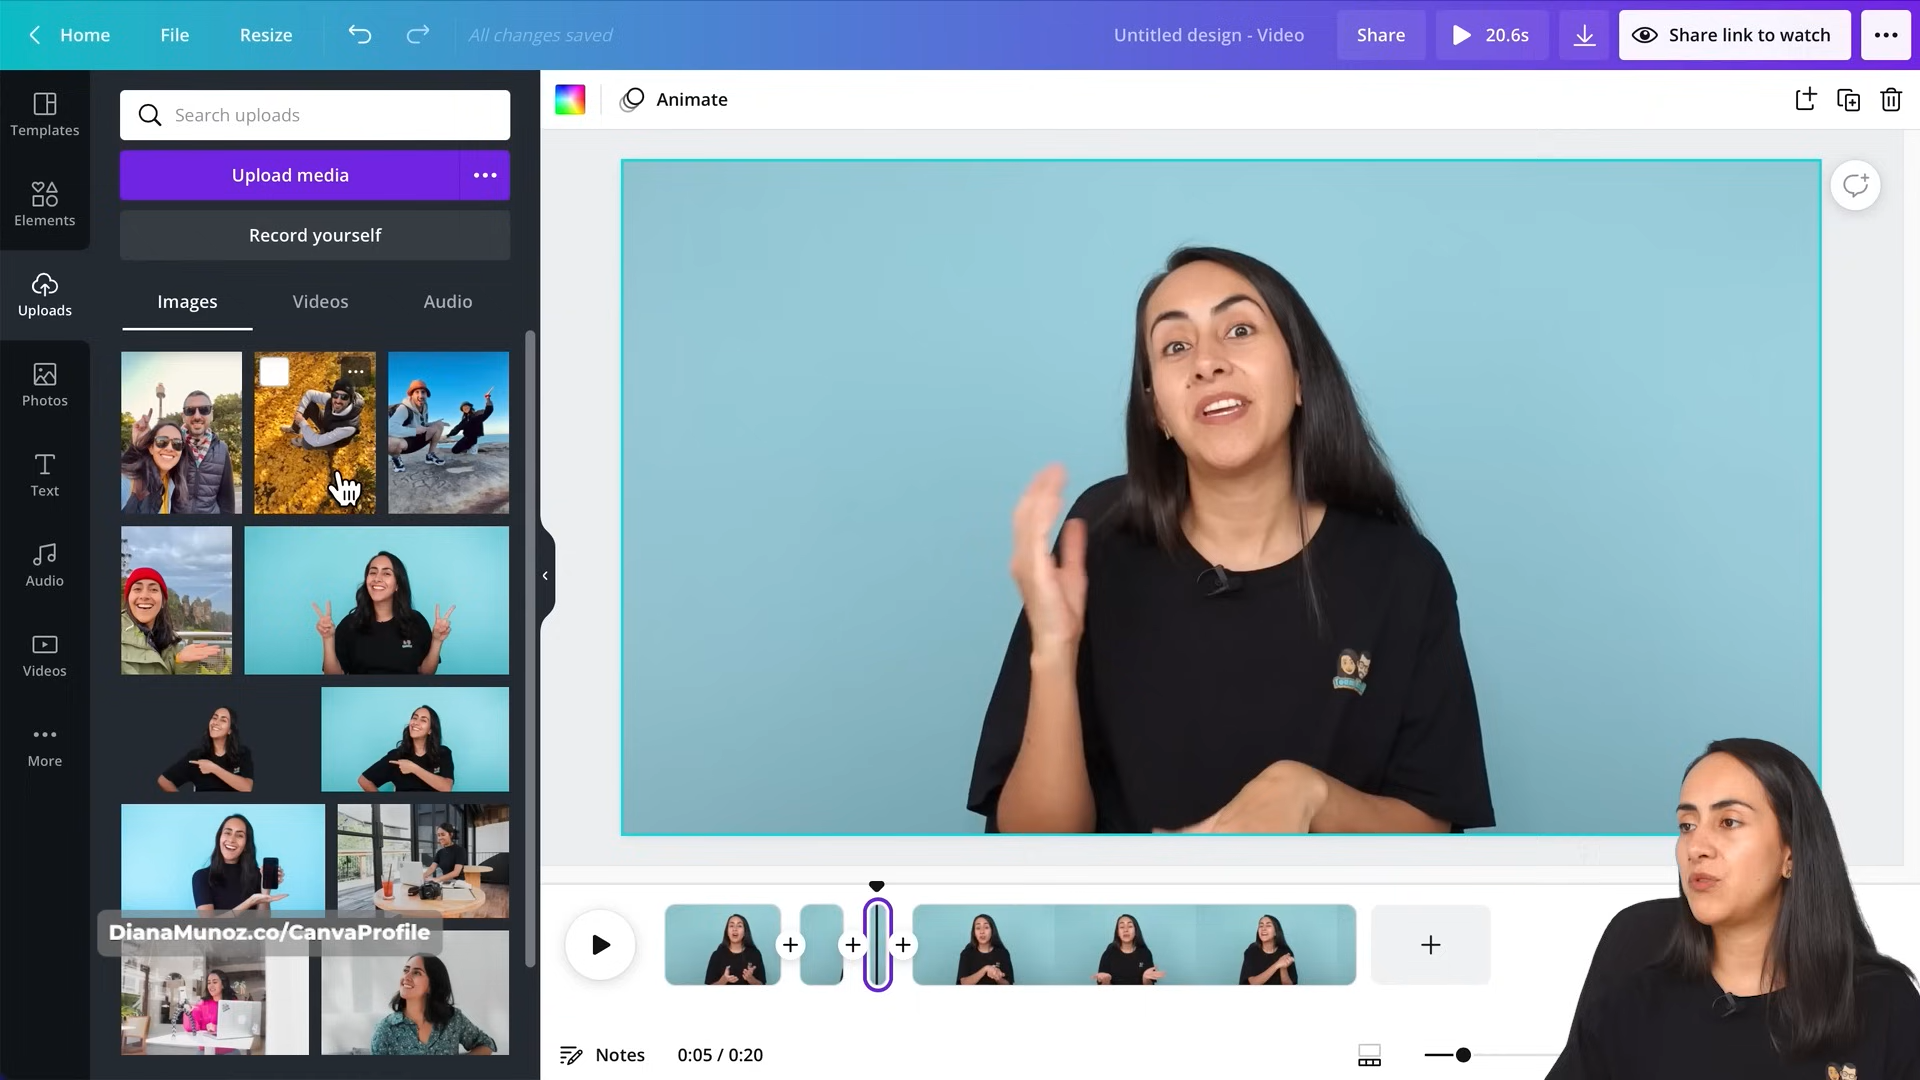 Home
File
Resize
All changes saved
Untitled design - Video
Share
20.6s
Share link to watch
Templates
Elements
Uploads
Photos
Text
Audio
Videos
More
Search uploads
Upload media
Record yourself
Images
Videos
Audio
Animate
DianaMunoz.co/CanvaProfile
Notes
0:05 / 0:20